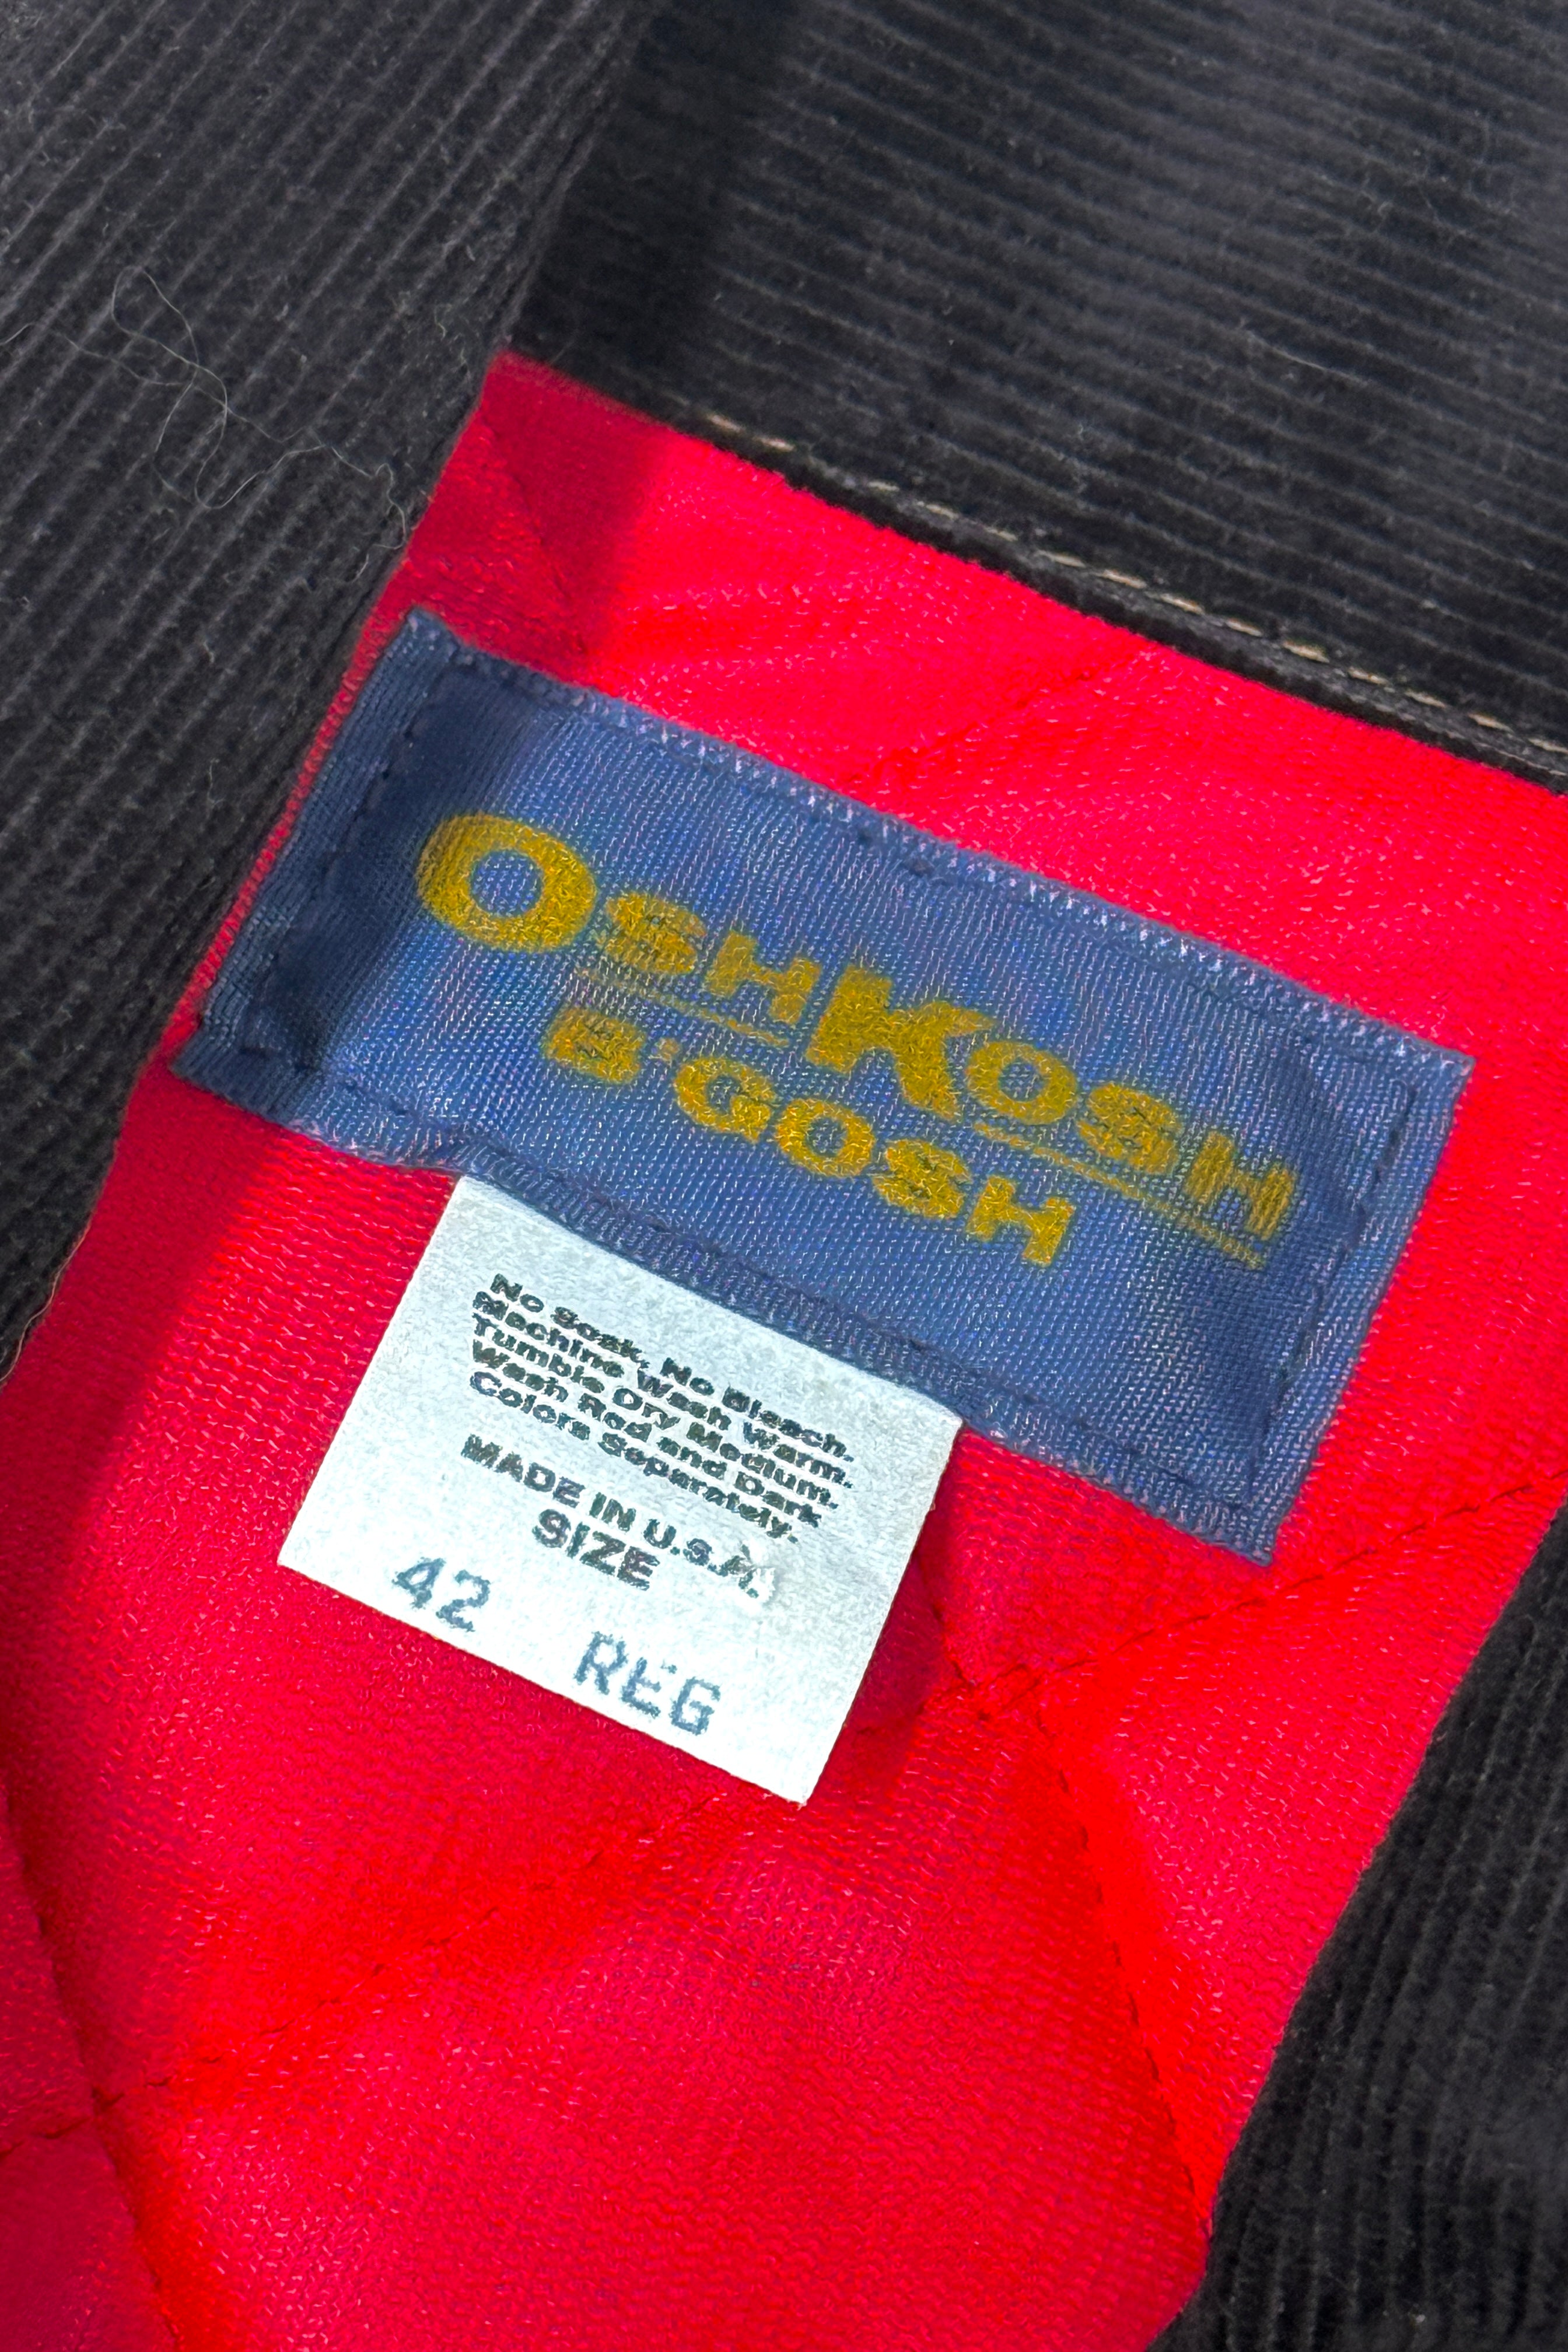 OSHKOSH
B'GOSH
No Soak, No Bleach.
Machine Wash Warm.
Tumble Dry Medium.
Wash Red and Dark
Colors Separately.
MADE IN U.S.A.
SIZE
42 REG